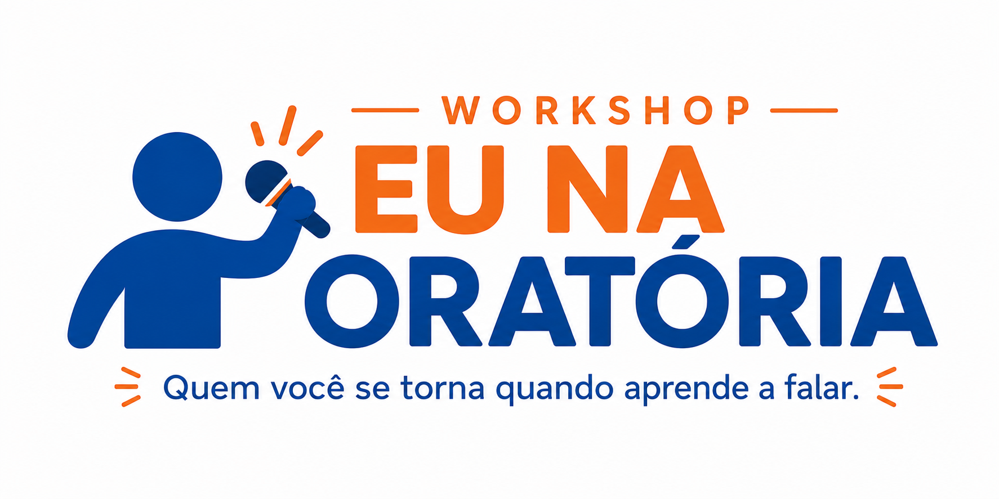 WORKSHOP
EU NA
ORATÓRIA
Quem você se torna quando aprende a falar.